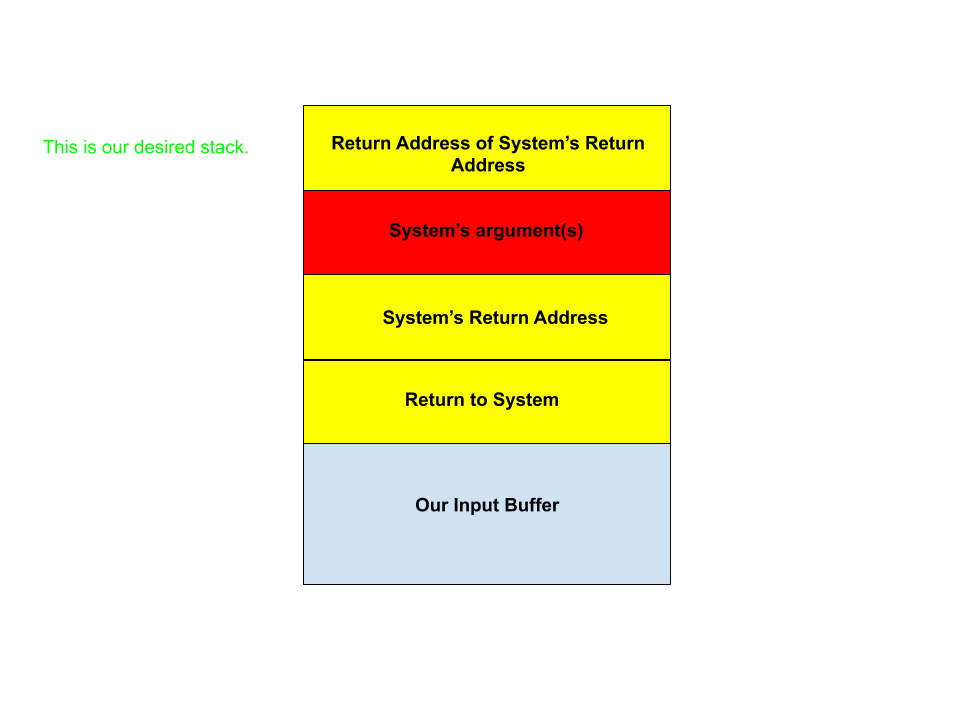 This is our desired stack.
Return Address of System’s Return
Address
System’s argument(s)
System’s Return Address
Return to System
Our Input Buffer